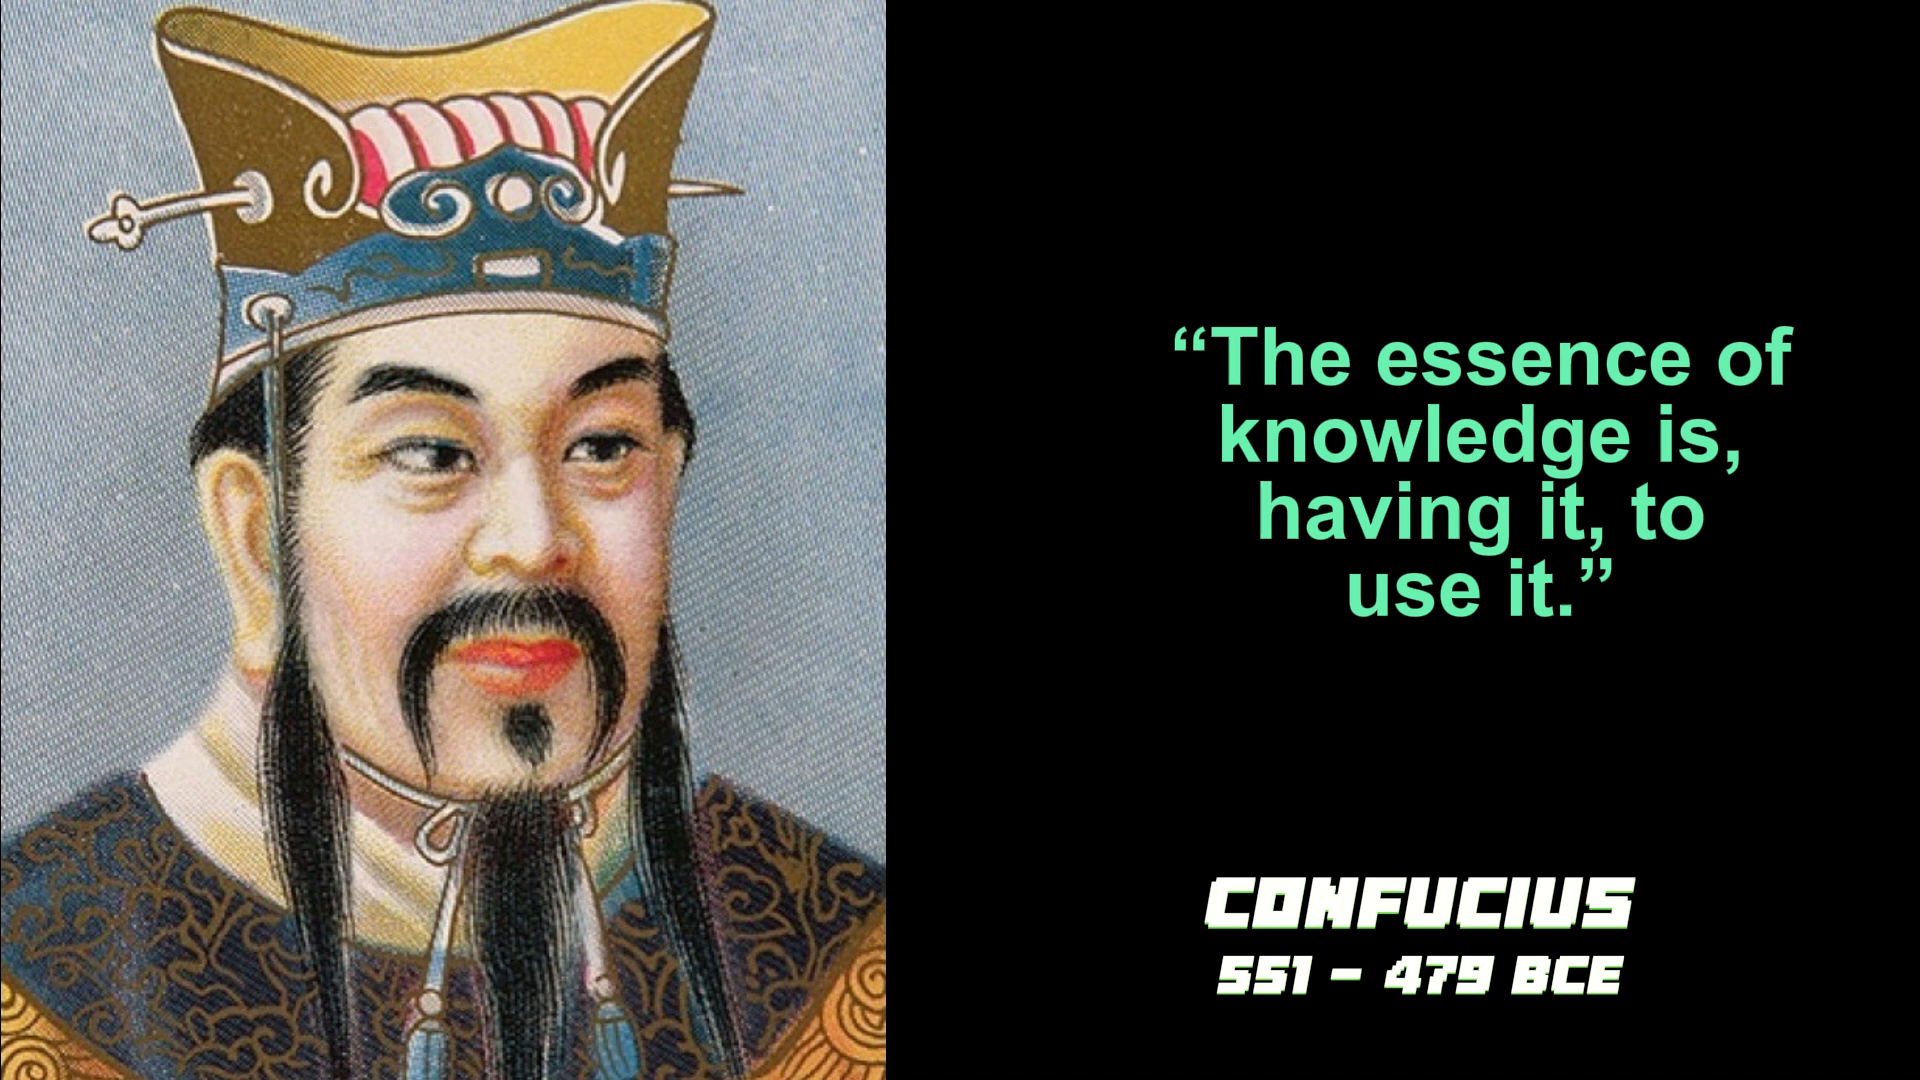 “The essence of
knowledge is,
having it, to
use it.”
CONFUCIUS
551 - 479 BCE